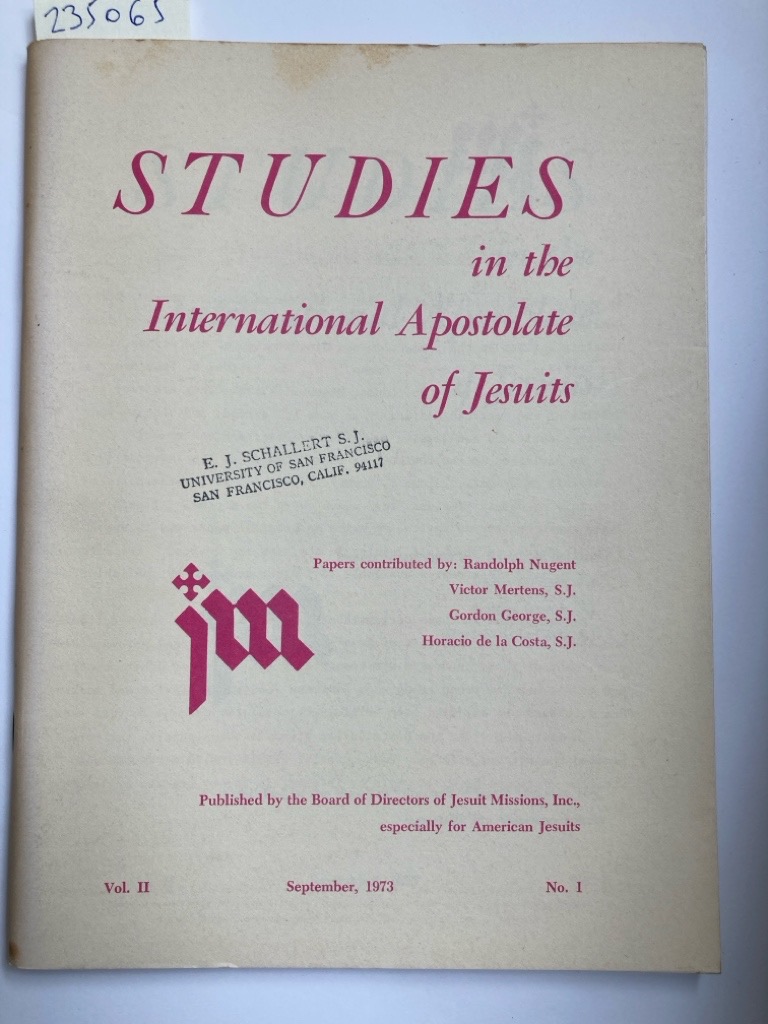 235065
STUDIES
in the
International Apostolate
of Jesuits
E. J. SCHALLERT S.J.
UNIVERSITY OF SAN FRANCISCO
SAN FRANCISCO, CALIF. 94117
Papers contributed by: Randolph Nugent
Victor Mertens, S.J.
Gordon George, S.J.
Horacio de la Costa, S.J.
jm
Published by the Board of Directors of Jesuit Missions, Inc.,
especially for American Jesuits
Vol. II September, 1973 No. 1